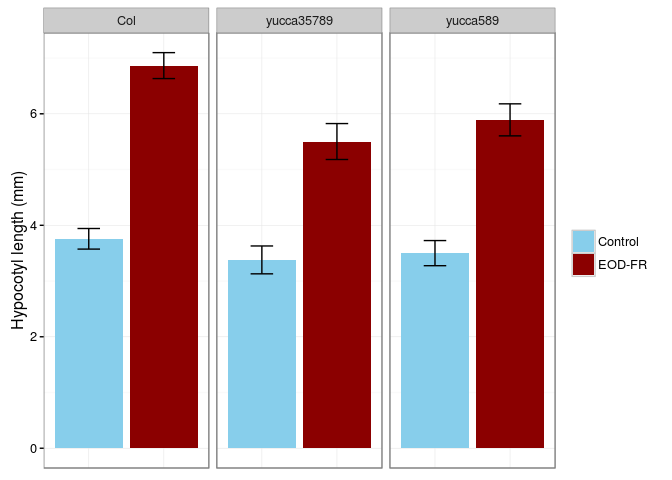 Col
yucca35789
yucca589
Hypocotyl length (mm)
6
4
2
0
Control
EOD-FR